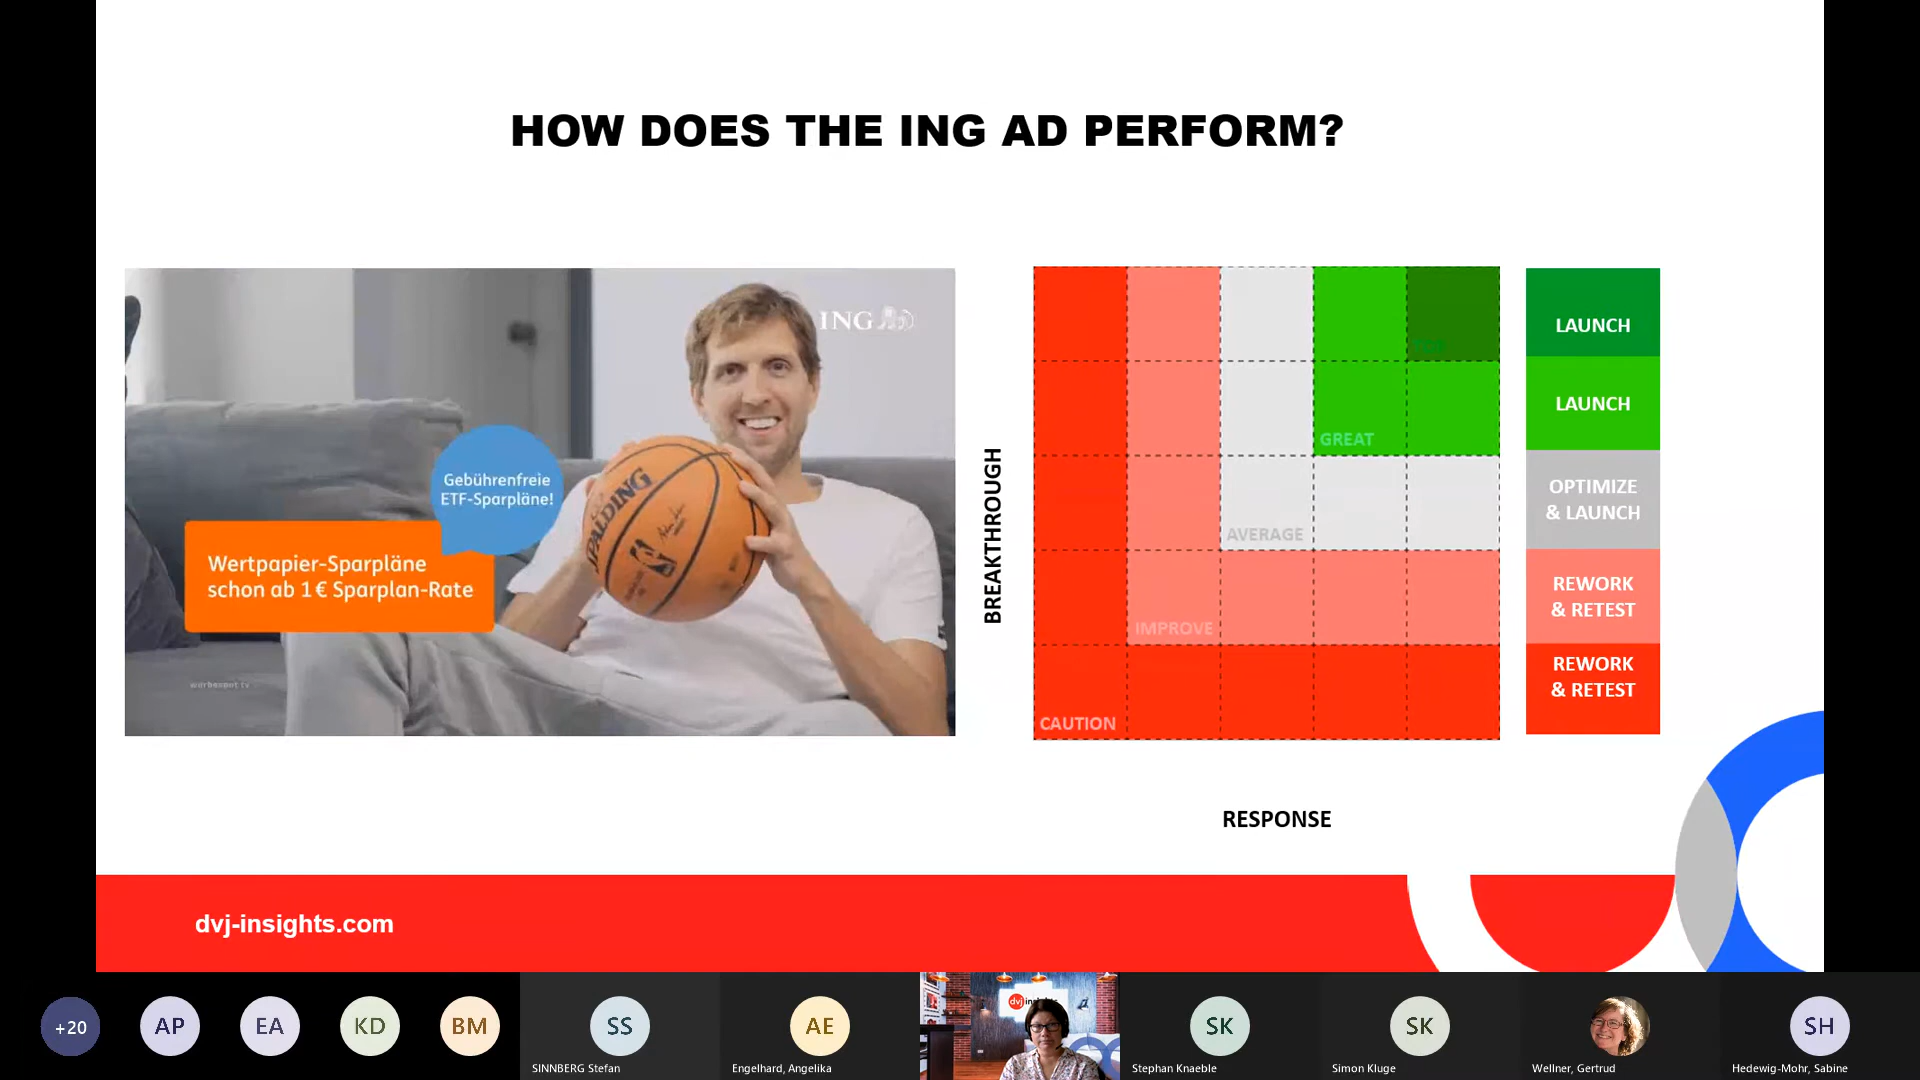 HOW DOES THE ING AD PERFORM?
ING
Gebührenfreie
ETF-Sparpläne!
Wertpapier-Sparpläne
schon ab 1 € Sparplan-Rate
SPALDING
BREAKTHROUGH
GREAT
AVERAGE
IMPROVE
CAUTION
RESPONSE
LAUNCH
LAUNCH
OPTIMIZE
& LAUNCH
REWORK
& RETEST
REWORK
& RETEST
dvj-insights.com
+20
AP
EA
KD
BM
SS
SINNBERG Stefan
AE
Engelhard, Angelika
SK
Stephan Knaeble
SK
Simon Kluge
Wellner, Gertrud
SH
Hedewig-Mohr, Sabine